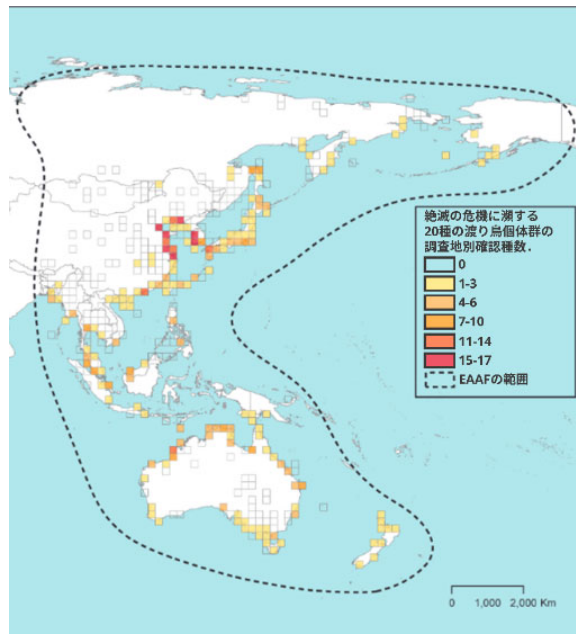 絶滅の危機に瀕する
20種の渡り鳥個体群の
調査地別確認種数.
0
1-3
4-6
7-10
11-14
15-17
EAAFの範囲
0 1,000 2,000 Km